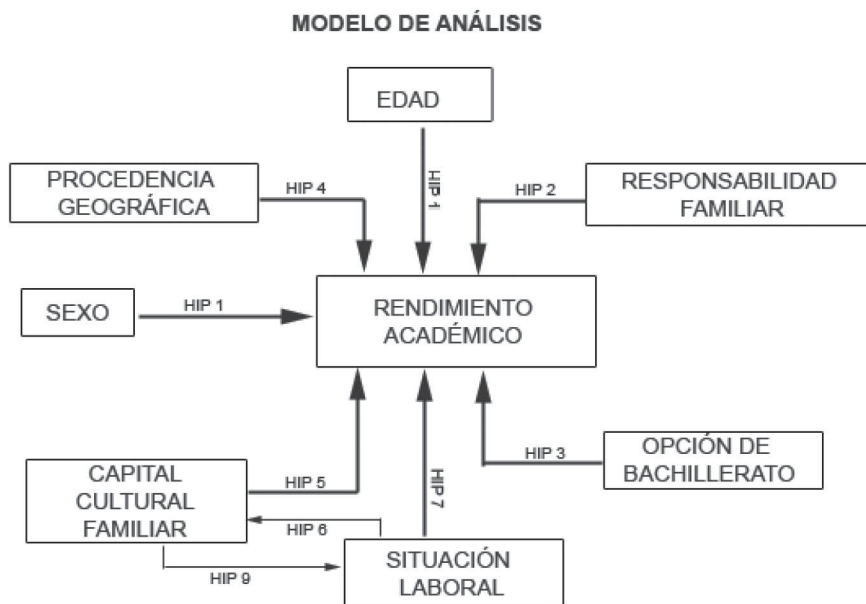 MODELO DE ANÁLISIS
EDAD
PROCEDENCIA
GEOGRÁFICA
HIP 4
HIP 1
HIP 2
RESPONSABILIDAD
FAMILIAR
SEXO
HIP 1
RENDIMIENTO
ACADÉMICO
CAPITAL
CULTURAL
FAMILIAR
HIP 5
HIP 7
HIP 3
OPCIÓN DE
BACHILLERATO
HIP 6
HIP 9
SITUACIÓN
LABORAL